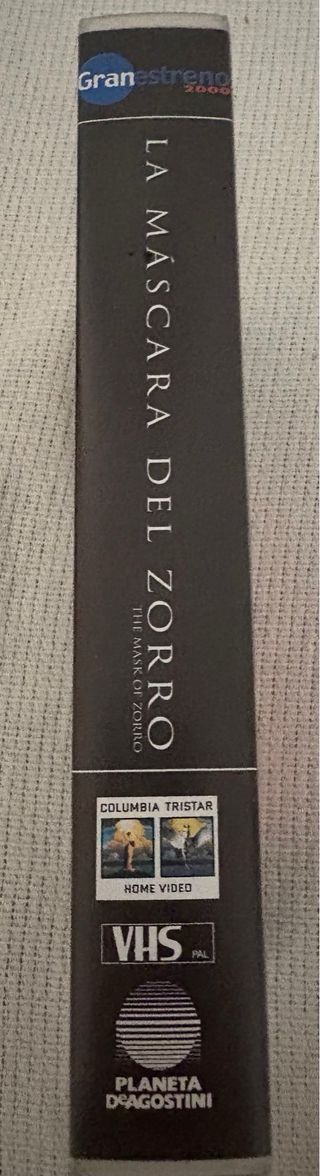 Granestreno
2000
LA MÁSCARA DEL ZORRO
THE MASK OF ZORRO
COLUMBIA TRISTAR
HOME VIDEO
VHS PAL
PLANETA
DeAGOSTINI